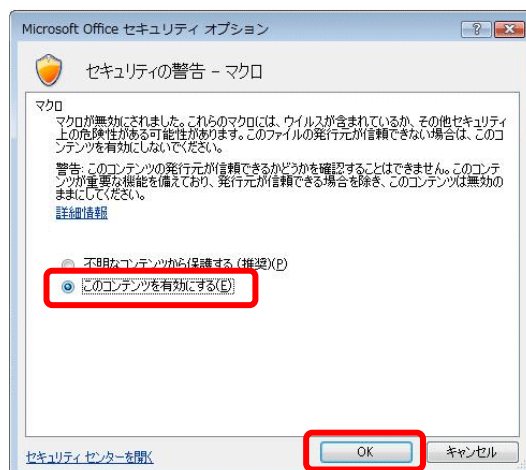 Microsoft Office セキュリティ オプション
セキュリティの警告 - マクロ
マクロ
マクロが無効にされました。これらのマクロには、ウイルスが含まれているか、その他セキュリティ
上の危険性がある可能性があります。このファイルの発行元が信頼できない場合は、このコ
ンテンツを有効にしないでください。
警告: このコンテンツの発行元が信頼できるかどうかを確認することはできません。このコンテ
ンツが重要な機能を備えており、発行元が信頼できる場合を除き、このコンテンツは無効の
ままにしてください。
詳細情報
不明なコンテンツから保護する (推奨)(P)
このコンテンツを有効にする(E)
セキュリティ センターを開く
OK
キャンセル